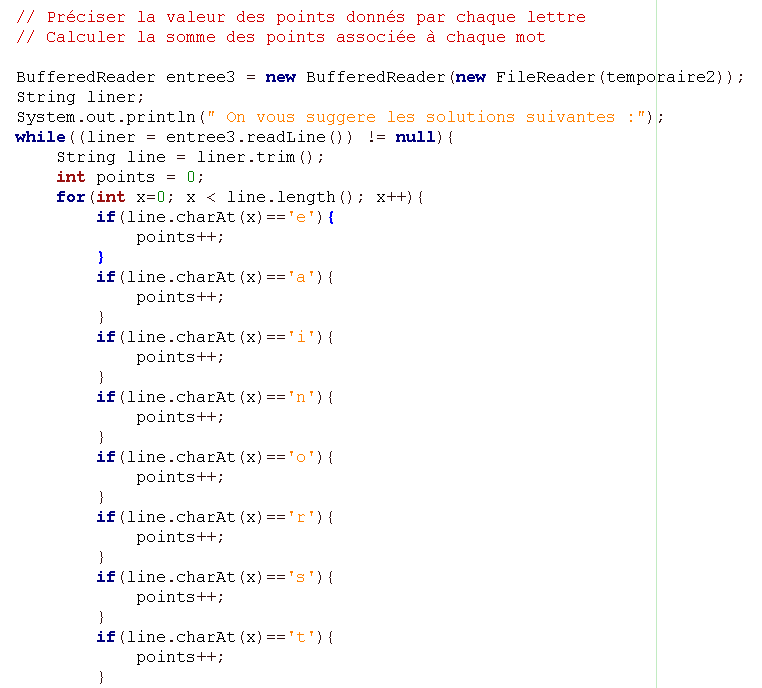 // Préciser la valeur des points donnés par chaque lettre
// Calculer la somme des points associée à chaque mot

BufferedReader entree3 = new BufferedReader(new FileReader(temporaire2));
String liner;
System.out.println(" On vous suggere les solutions suivantes :");
while((liner = entree3.readLine()) != null){
    String line = liner.trim();
    int points = 0;
    for(int x=0; x < line.length(); x++){
        if(line.charAt(x)=='e'){
            points++;
        }
        if(line.charAt(x)=='a'){
            points++;
        }
        if(line.charAt(x)=='i'){
            points++;
        }
        if(line.charAt(x)=='n'){
            points++;
        }
        if(line.charAt(x)=='o'){
            points++;
        }
        if(line.charAt(x)=='r'){
            points++;
        }
        if(line.charAt(x)=='s'){
            points++;
        }
        if(line.charAt(x)=='t'){
            points++;
        }